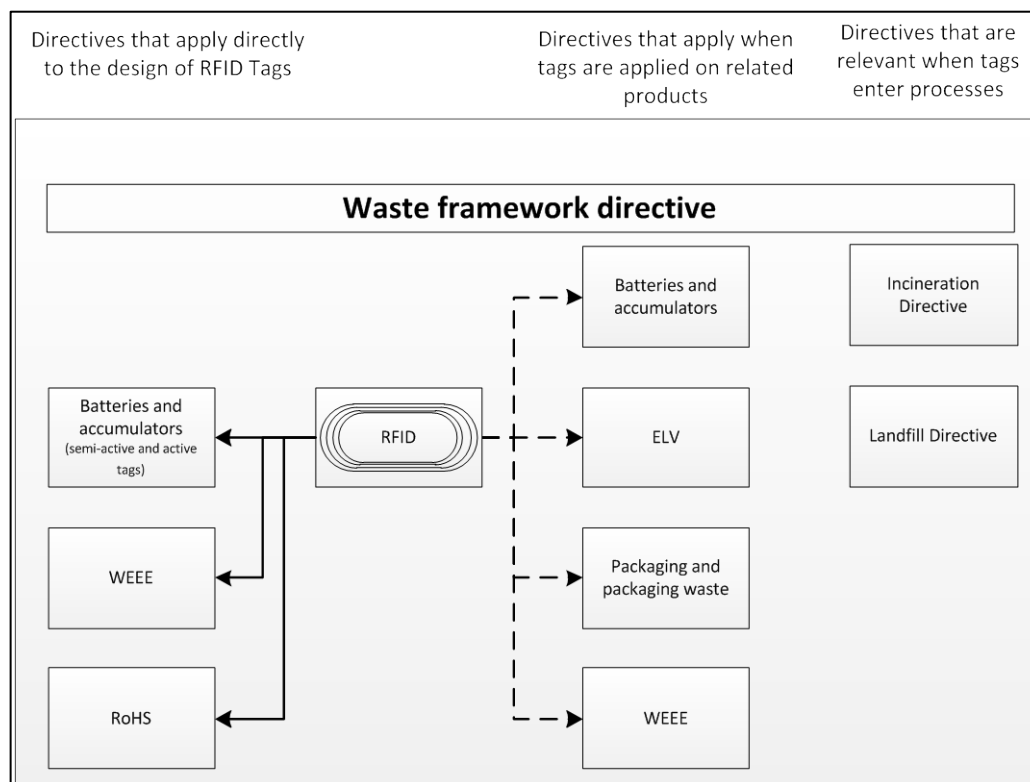 Directives that apply directly
to the design of RFID Tags
Directives that apply when
tags are applied on related
products
Directives that are
relevant when tags
enter processes
Waste framework directive
Batteries and
accumulators
Incineration
Directive
Batteries and
accumulators
(semi-active and active
tags)
RFID
ELV
Landfill Directive
WEEE
Packaging and
packaging waste
RoHS
WEEE